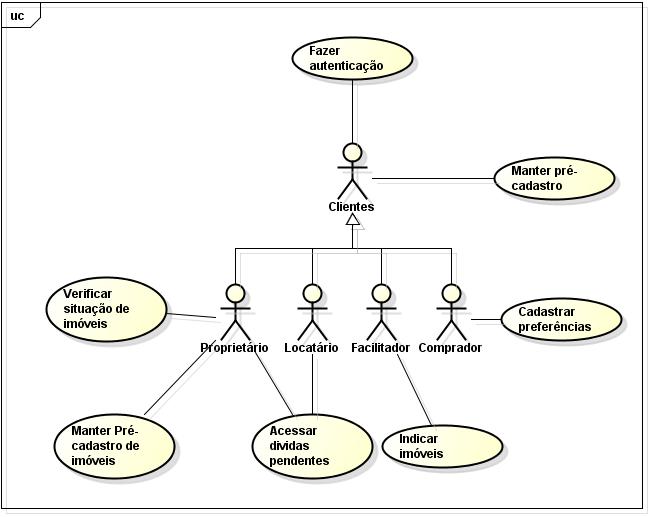 uc
Fazer
autenticação
Manter pré-
cadastro
Clientes
Verificar
situação de
imóveis
Cadastrar
preferências
Proprietário
Locatário
Facilitador
Comprador
Manter Pré-
cadastro de
imóveis
Acessar
dividas
pendentes
Indicar
imóveis